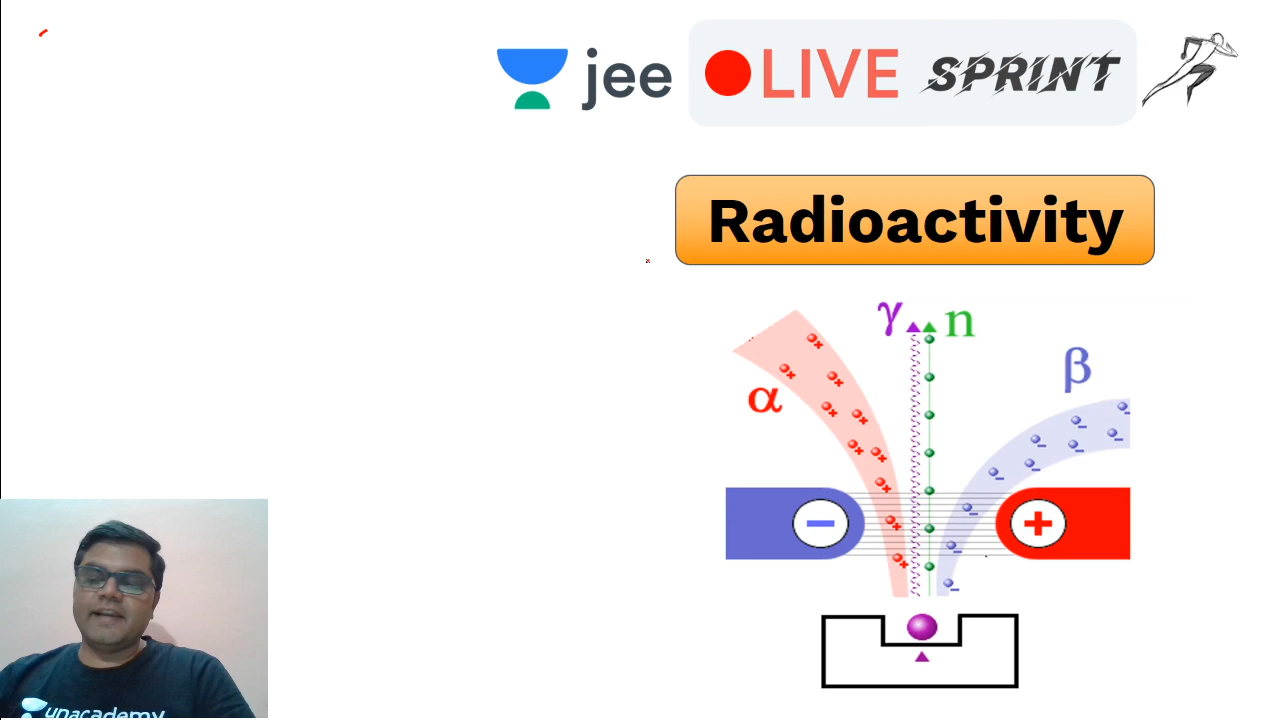 jee LIVE SPRINT
Radioactivity
γ n
β
α
− +
unacademy